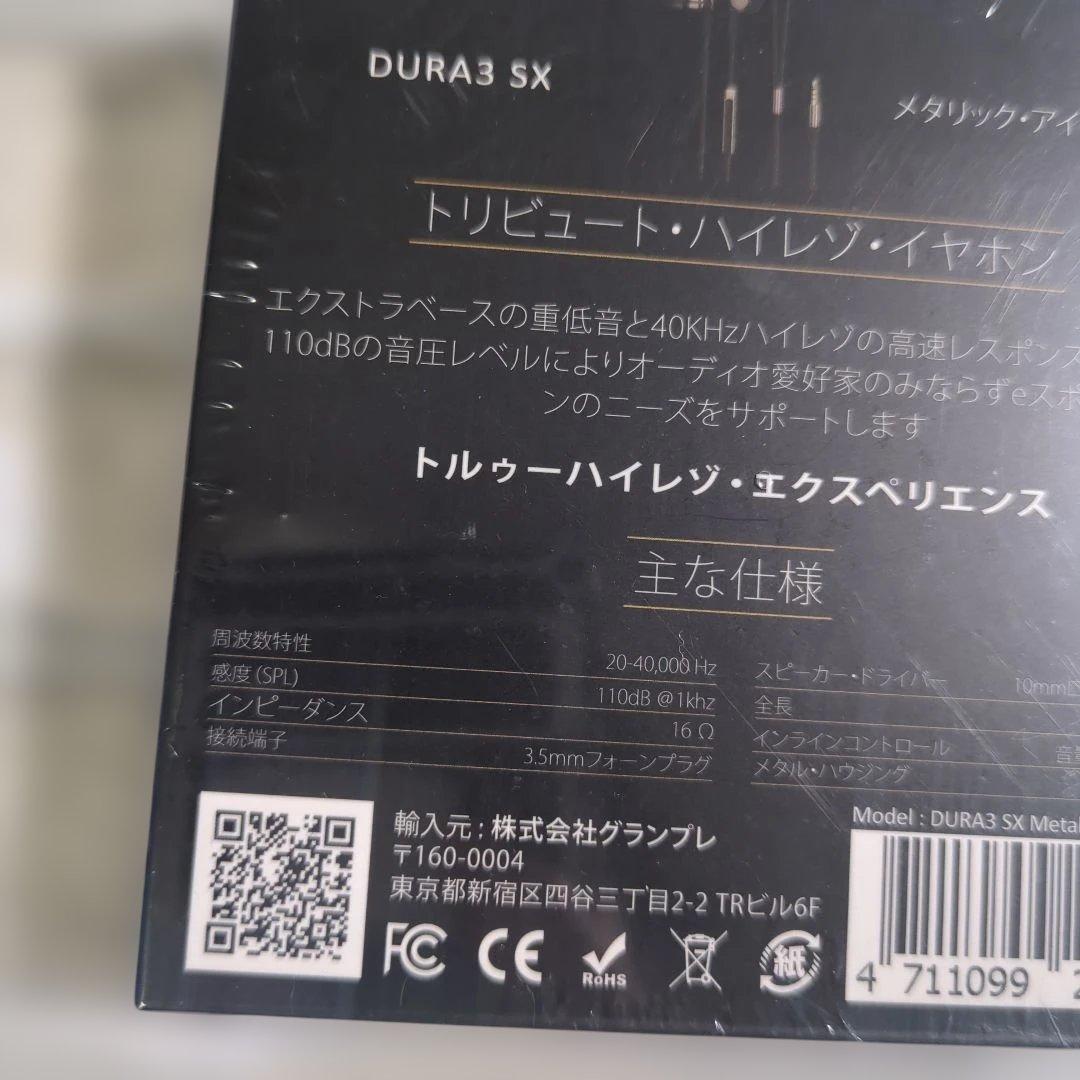 DURA3 SX
メタリック・アイ
トリビュート・ハイレゾ・イヤホン
エクストラベースの重低音と40KHzハイレゾの高速レスポンス
110dBの音圧レベルによりオーディオ愛好家のみならずeスポ
ンのニーズをサポートします
トルゥーハイレゾ・エクスペリエンス
主な仕様
周波数特性 20-40,000 Hz
感度 (SPL) 110dB @1khz
インピーダンス 16 Ω
接続端子 3.5mmフォーンプラグ
スピーカー・ドライバー 10mm
全長
インラインコントロール 音量
メタル・ハウジング
輸入元 : 株式会社グランプレ
〒160-0004
東京都新宿区四谷三丁目2-2 TRビル6F
FC CE RoHS 紙
Model : DURA3 SX Metal
4 711099 2